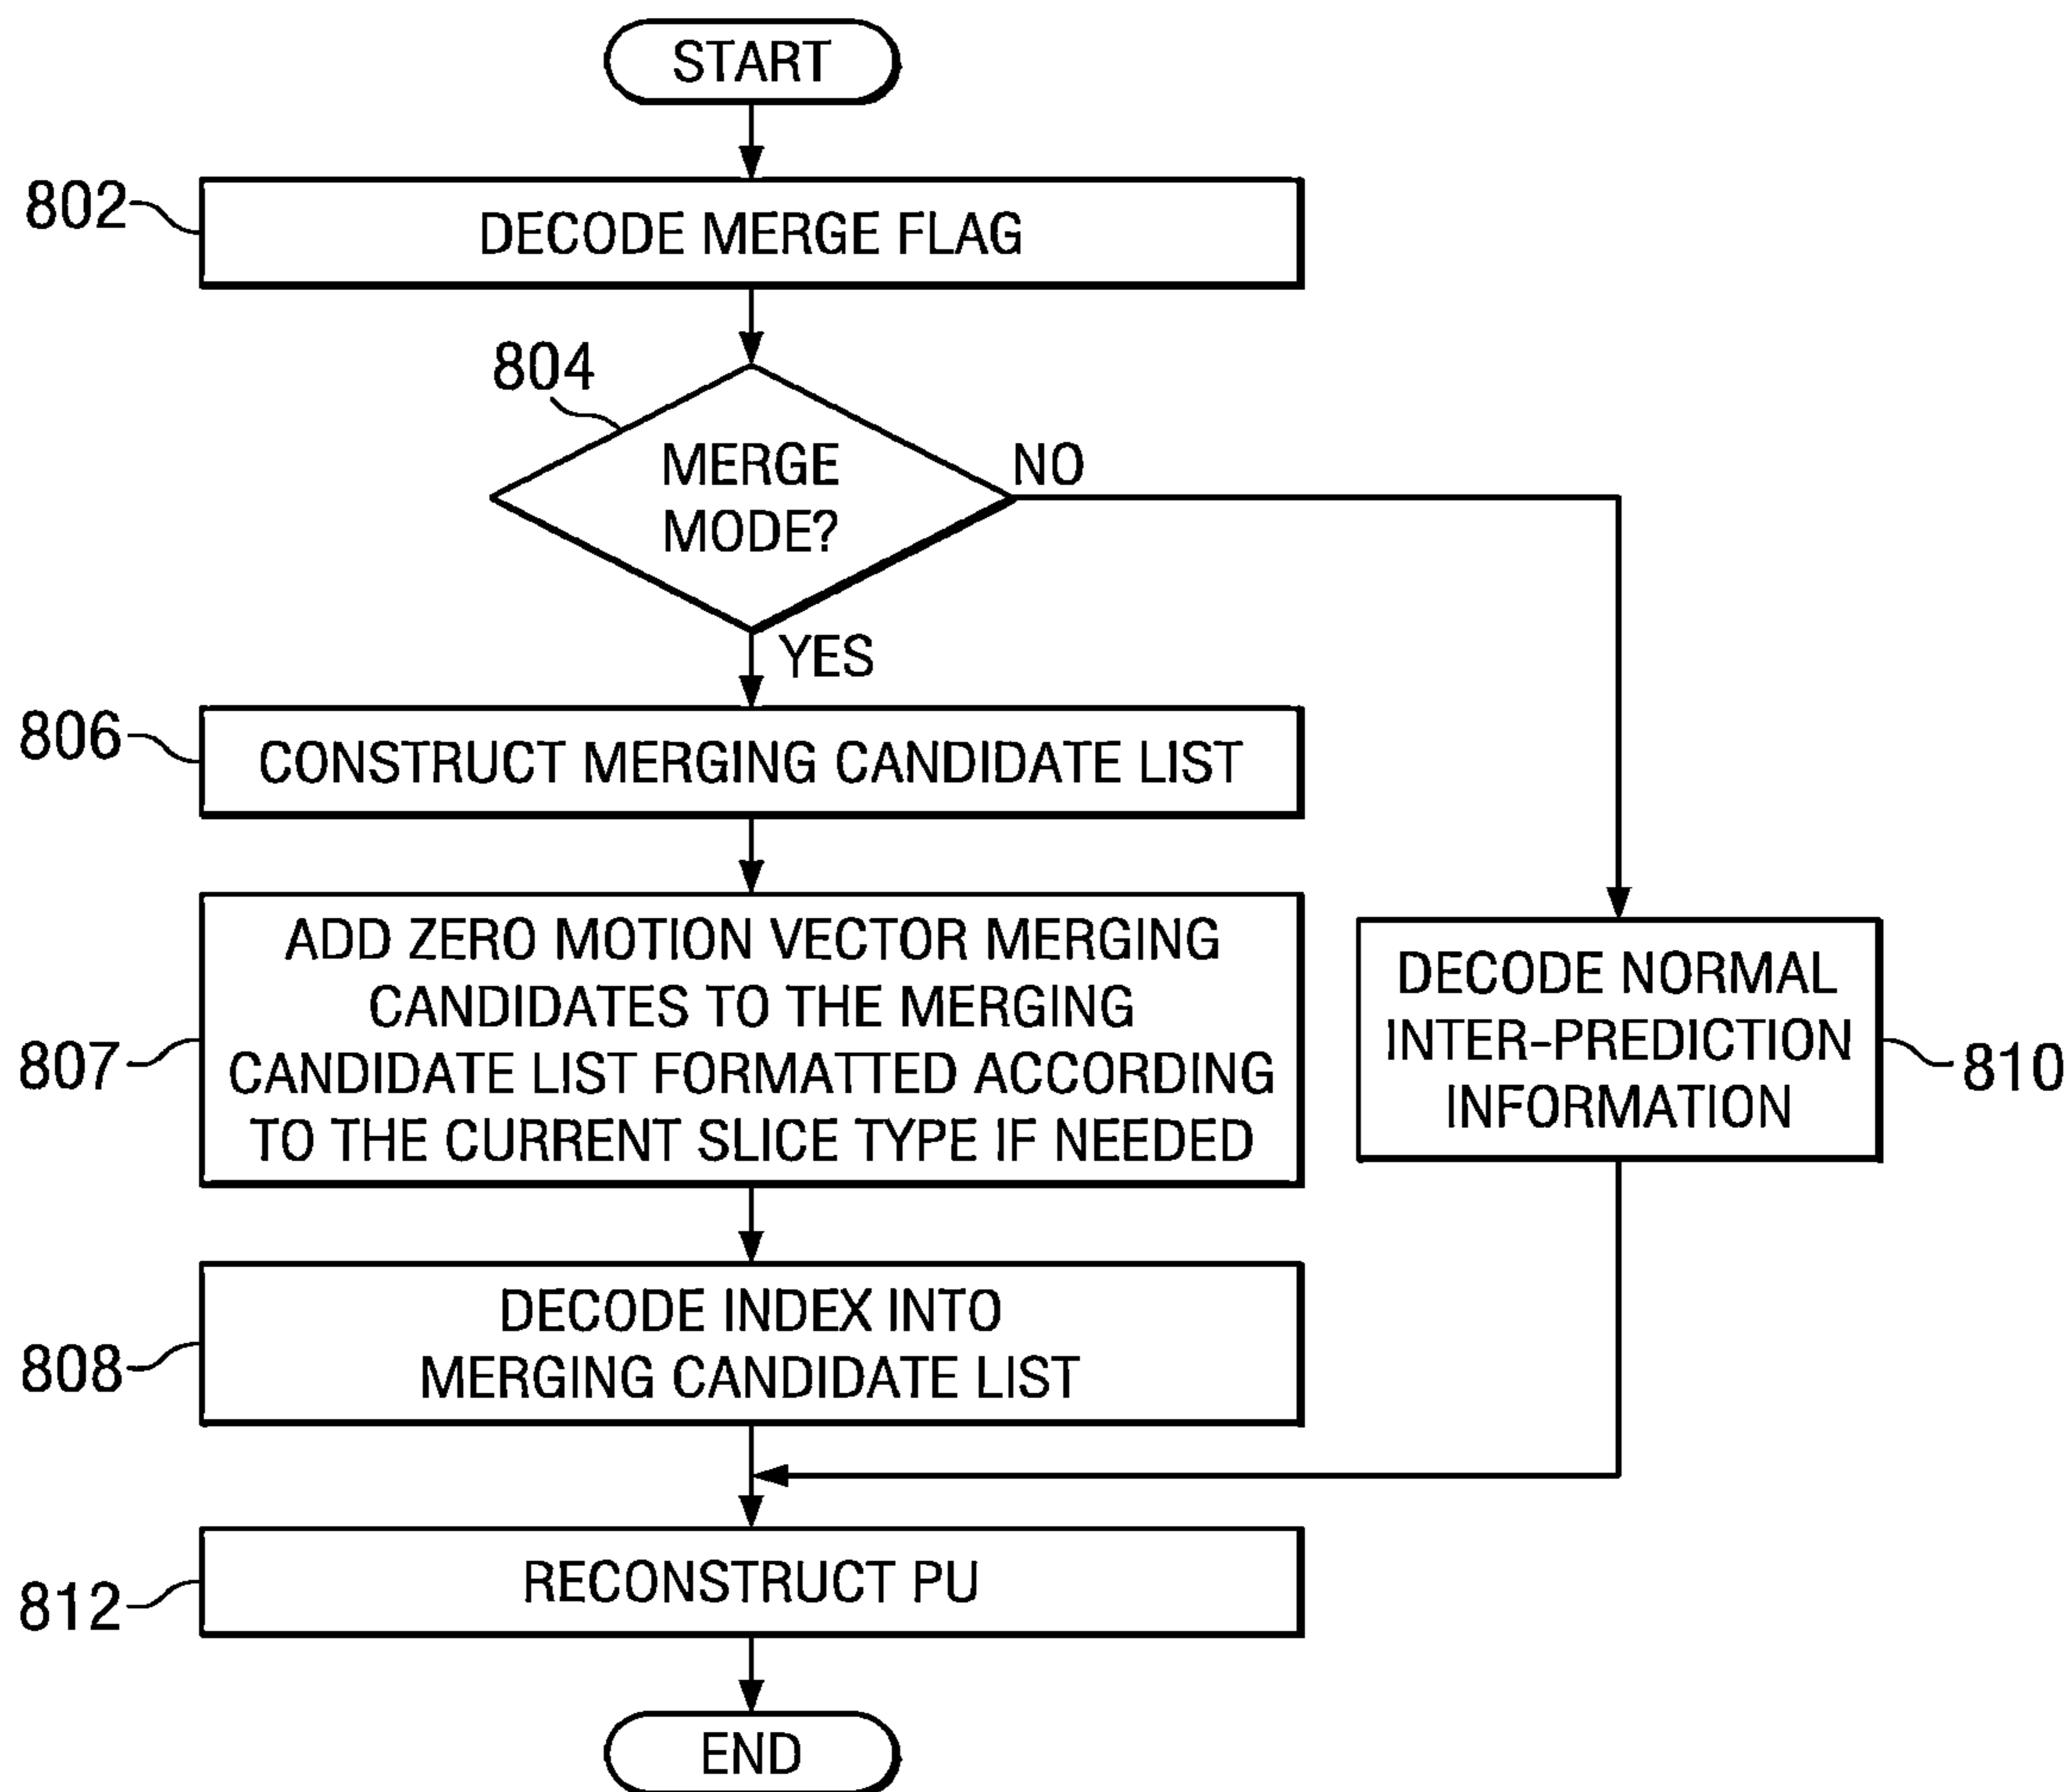 START
802
DECODE MERGE FLAG
804
MERGE
MODE?
NO
YES
806
CONSTRUCT MERGING CANDIDATE LIST
807
ADD ZERO MOTION VECTOR MERGING
CANDIDATES TO THE MERGING
CANDIDATE LIST FORMATTED ACCORDING
TO THE CURRENT SLICE TYPE IF NEEDED
DECODE NORMAL
INTER-PREDICTION
INFORMATION
810
808
DECODE INDEX INTO
MERGING CANDIDATE LIST
812
RECONSTRUCT PU
END